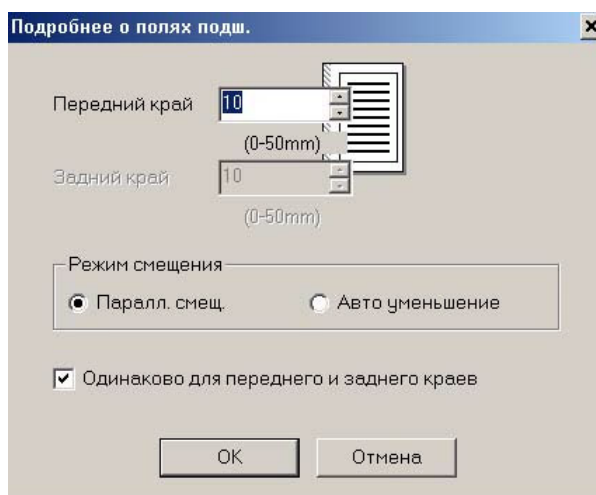 Подробнее о полях подш.
Передний край 10
(0-50mm)
Задний край 10
(0-50mm)
Режим смещения
Паралл. смещ. Авто уменьшение
Одинаково для переднего и заднего краев
OK Отмена